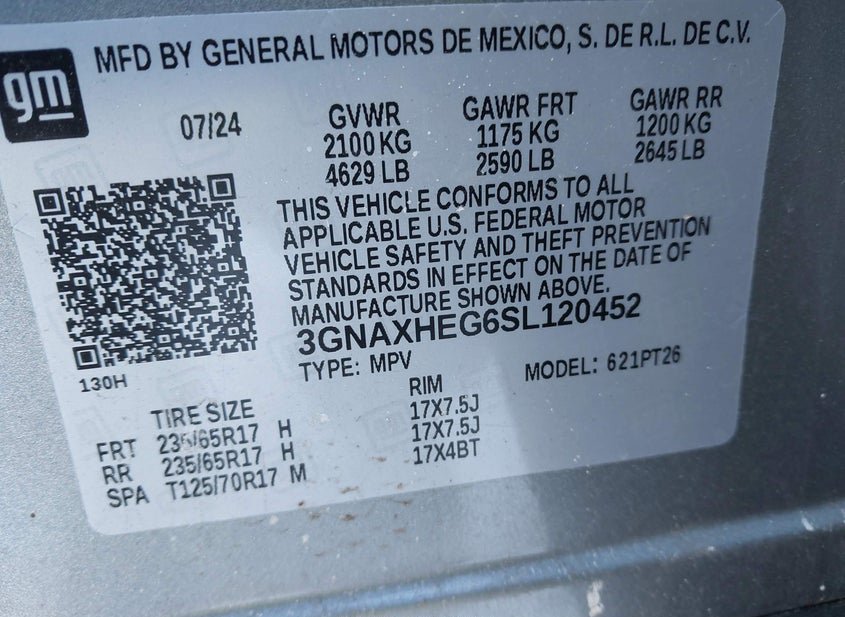 gm
MFD BY GENERAL MOTORS DE MEXICO, S. DE R.L. DE C.V.
07/24
GVWR GAWR FRT GAWR RR
2100 KG 1175 KG 1200 KG
4629 LB 2590 LB 2645 LB
THIS VEHICLE CONFORMS TO ALL
APPLICABLE U.S. FEDERAL MOTOR
VEHICLE SAFETY AND THEFT PREVENTION
STANDARDS IN EFFECT ON THE DATE OF
MANUFACTURE SHOWN ABOVE.
3GNAXHEG6SL120452
TYPE: MPV MODEL: 621PT26
130H
TIRE SIZE RIM
FRT 235/65R17 H 17X7.5J
RR 235/65R17 H 17X7.5J
SPA T125/70R17 M 17X4BT